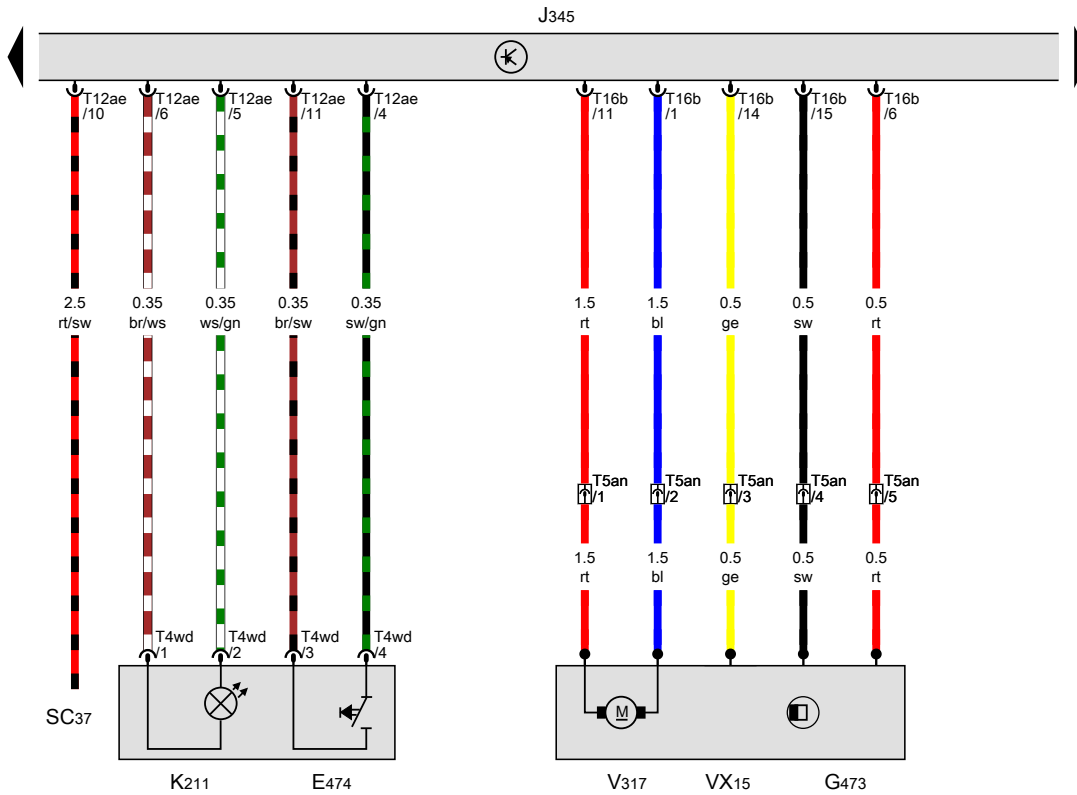 J345
T12ae
/10
T12ae
/6
T12ae
/5
T12ae
/11
T12ae
/4
T16b
/11
T16b
/1
T16b
/14
T16b
/15
T16b
/6
2.5
rt/sw
0.35
br/ws
0.35
ws/gn
0.35
br/sw
0.35
sw/gn
1.5
rt
1.5
bl
0.5
ge
0.5
sw
0.5
rt
T5an
/1
T5an
/2
T5an
/3
T5an
/4
T5an
/5
1.5
rt
1.5
bl
0.5
ge
0.5
sw
0.5
rt
T4wd
/1
T4wd
/2
T4wd
/3
T4wd
/4
M
SC37
K211
E474
V317
VX15
G473